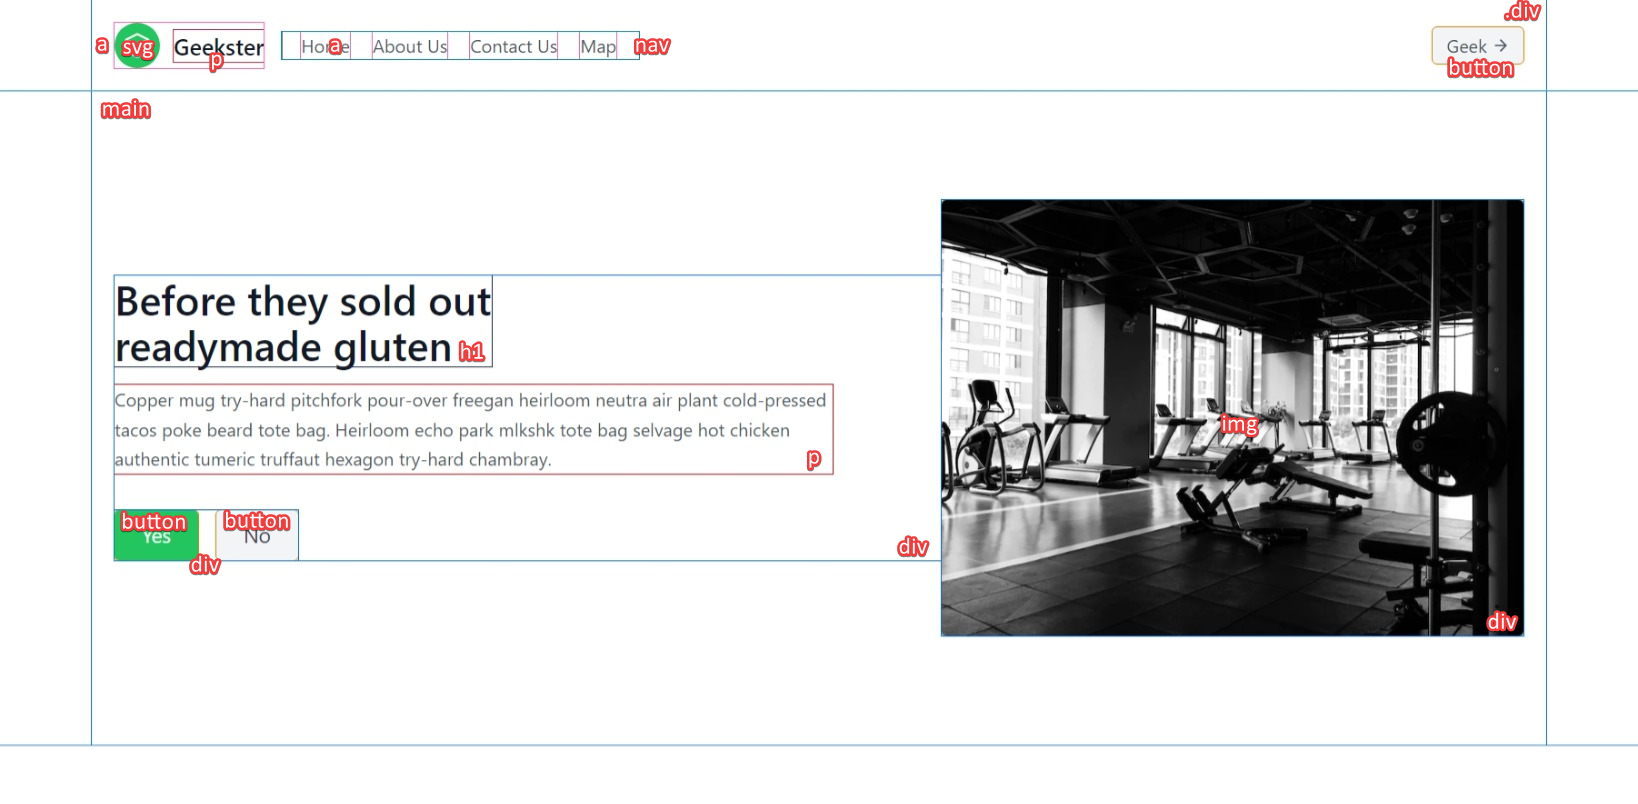 .div
a svg Geekster Home a About Us Contact Us Map nav Geek →
p button
main
Before they sold out
readymade gluten h1
Copper mug try-hard pitchfork pour-over freegan heirloom neutra air plant cold-pressed
tacos poke beard tote bag. Heirloom echo park mlkshk tote bag selvage hot chicken
authentic tumeric truffaut hexagon try-hard chambray. p
img
button button
Yes No
div
div
div